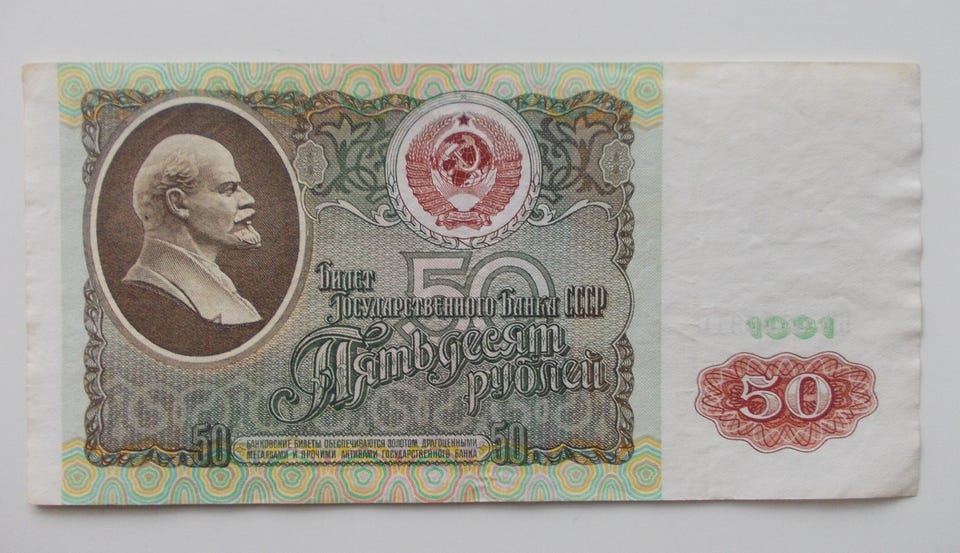 Билет
Государственного Банка СССР
50
Пятьдесят
рублей
50
БАНКОВСКИЕ БИЛЕТЫ ОБЕСПЕЧИВАЮТСЯ ЗОЛОТОМ, ДРАГОЦЕННЫМИ
МЕТАЛЛАМИ И ПРОЧИМИ АКТИВАМИ ГОСУДАРСТВЕННОГО БАНКА
50
1991
50